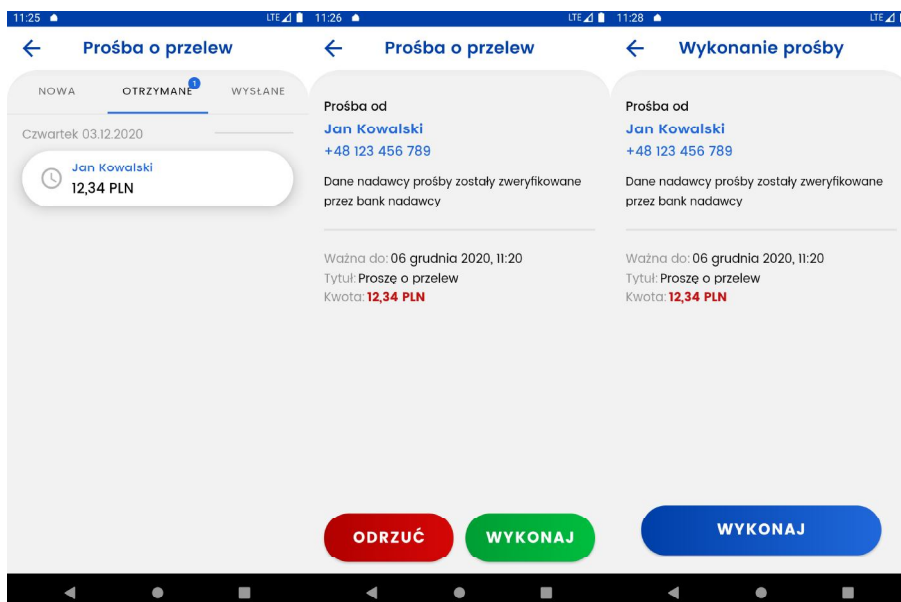 11:25
LTE
Prośba o przelew
NOWA
OTRZYMANE
1
WYSŁANE
Czwartek 03.12.2020
Jan Kowalski
12,34 PLN
11:26
LTE
Prośba o przelew
Prośba od
Jan Kowalski
+48 123 456 789
Dane nadawcy prośby zostały zweryfikowane
przez bank nadawcy
Ważna do: 06 grudnia 2020, 11:20
Tytuł: Proszę o przelew
Kwota: 12,34 PLN
ODRZUĆ
WYKONAJ
11:28
LTE
Wykonanie prośby
Prośba od
Jan Kowalski
+48 123 456 789
Dane nadawcy prośby zostały zweryfikowane
przez bank nadawcy
Ważna do: 06 grudnia 2020, 11:20
Tytuł: Proszę o przelew
Kwota: 12,34 PLN
WYKONAJ